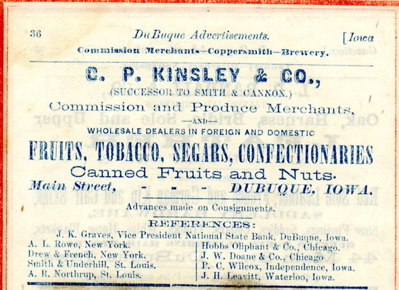 36 DuBuque Advertisements. [Iowa
Commission Merchants—Coppersmith—Brewery.
C. P. KINSLEY & CO.,
(SUCCESSOR TO SMITH & CANNON.)
Commission and Produce Merchants,
—AND—
WHOLESALE DEALERS IN FOREIGN AND DOMESTIC
FRUITS, TOBACCO, SEGARS, CONFECTIONARIES
Canned Fruits and Nuts.
Main Street, - - - DUBUQUE, IOWA.
Advances made on Consignments.
REFERENCES:
J. K. Graves, Vice President National State Bank, DuBuque, Iowa.
A. L. Rowe, New York.
Drew & French, New York.
Smith & Underhill, St. Louis.
A. R. Northrup, St. Louis.
Hobbs Oliphant & Co., Chicago.
J. W. Doane & Co., Chicago.
P. C. Wilcox, Independence, Iowa.
J. H. Leavitt, Waterloo, Iowa.